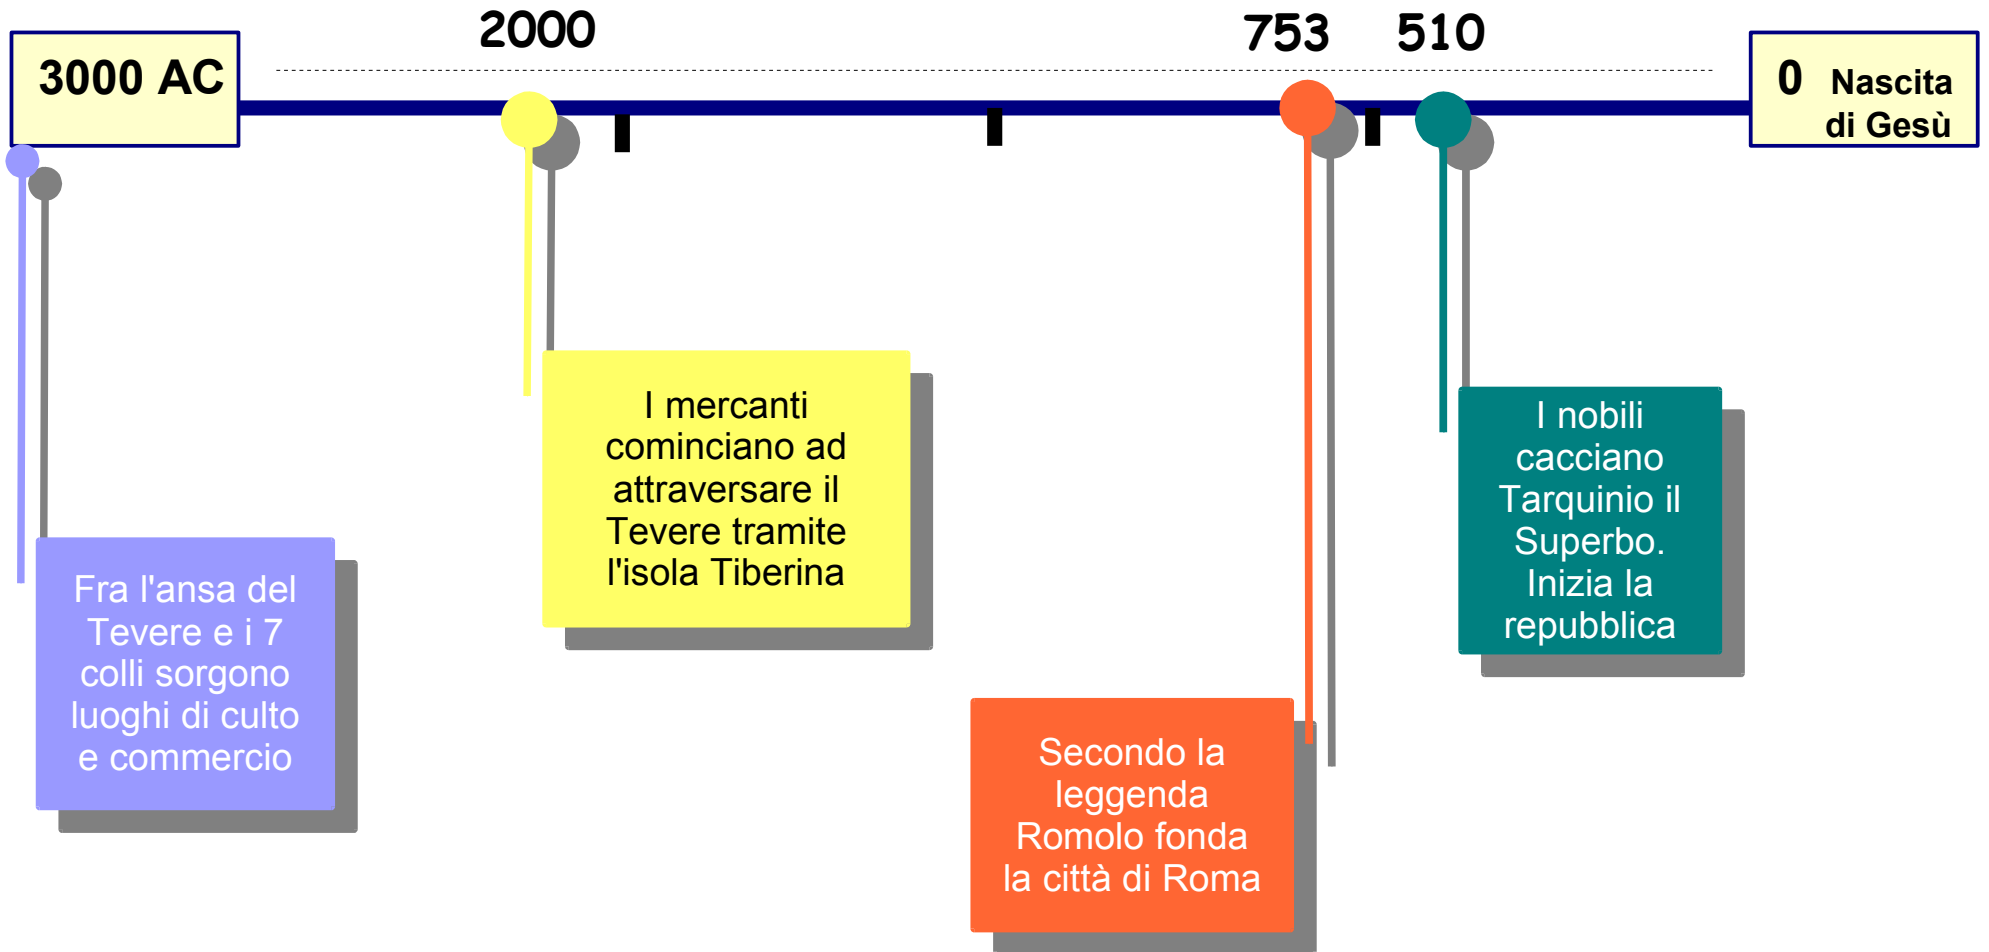 3000 AC
2000
753
510
0 Nascita
di Gesù
Fra l'ansa del
Tevere e i 7
colli sorgono
luoghi di culto
e commercio
I mercanti
cominciano ad
attraversare il
Tevere tramite
l'isola Tiberina
Secondo la
leggenda
Romolo fonda
la città di Roma
I nobili
cacciano
Tarquinio il
Superbo.
Inizia la
repubblica